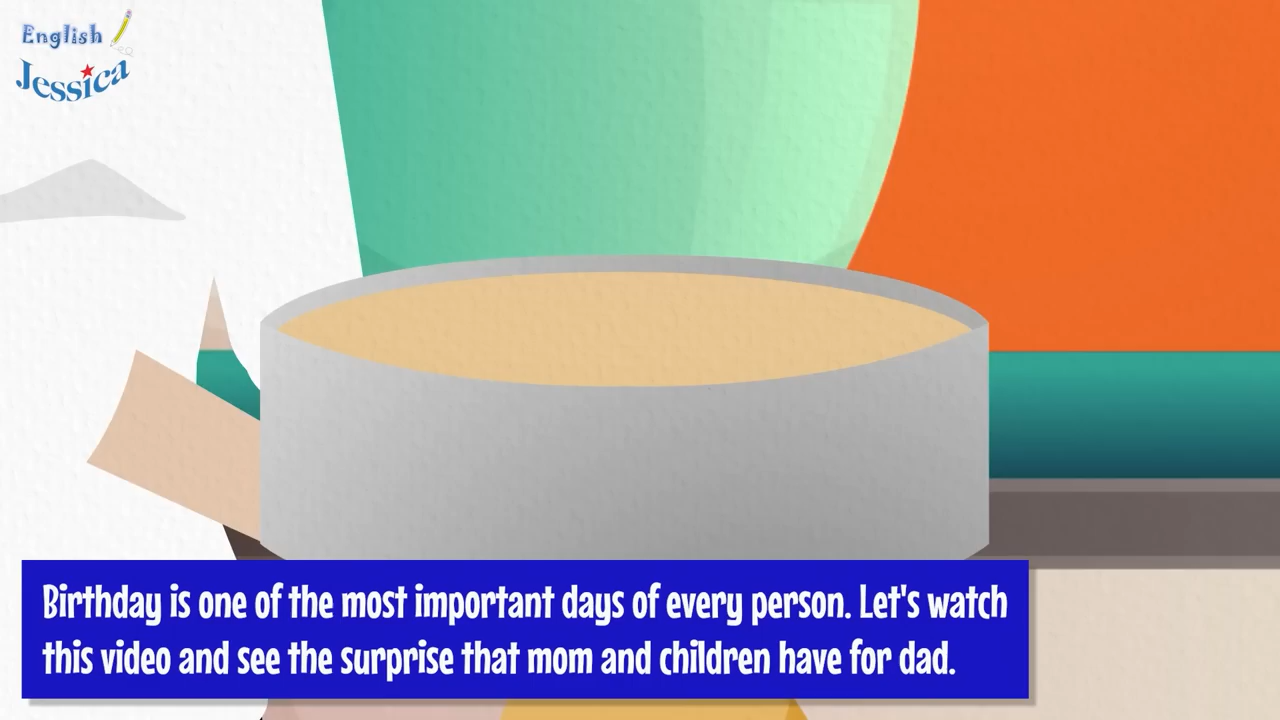 English
Jessica
Birthday is one of the most important days of every person. Let's watch
this video and see the surprise that mom and children have for dad.